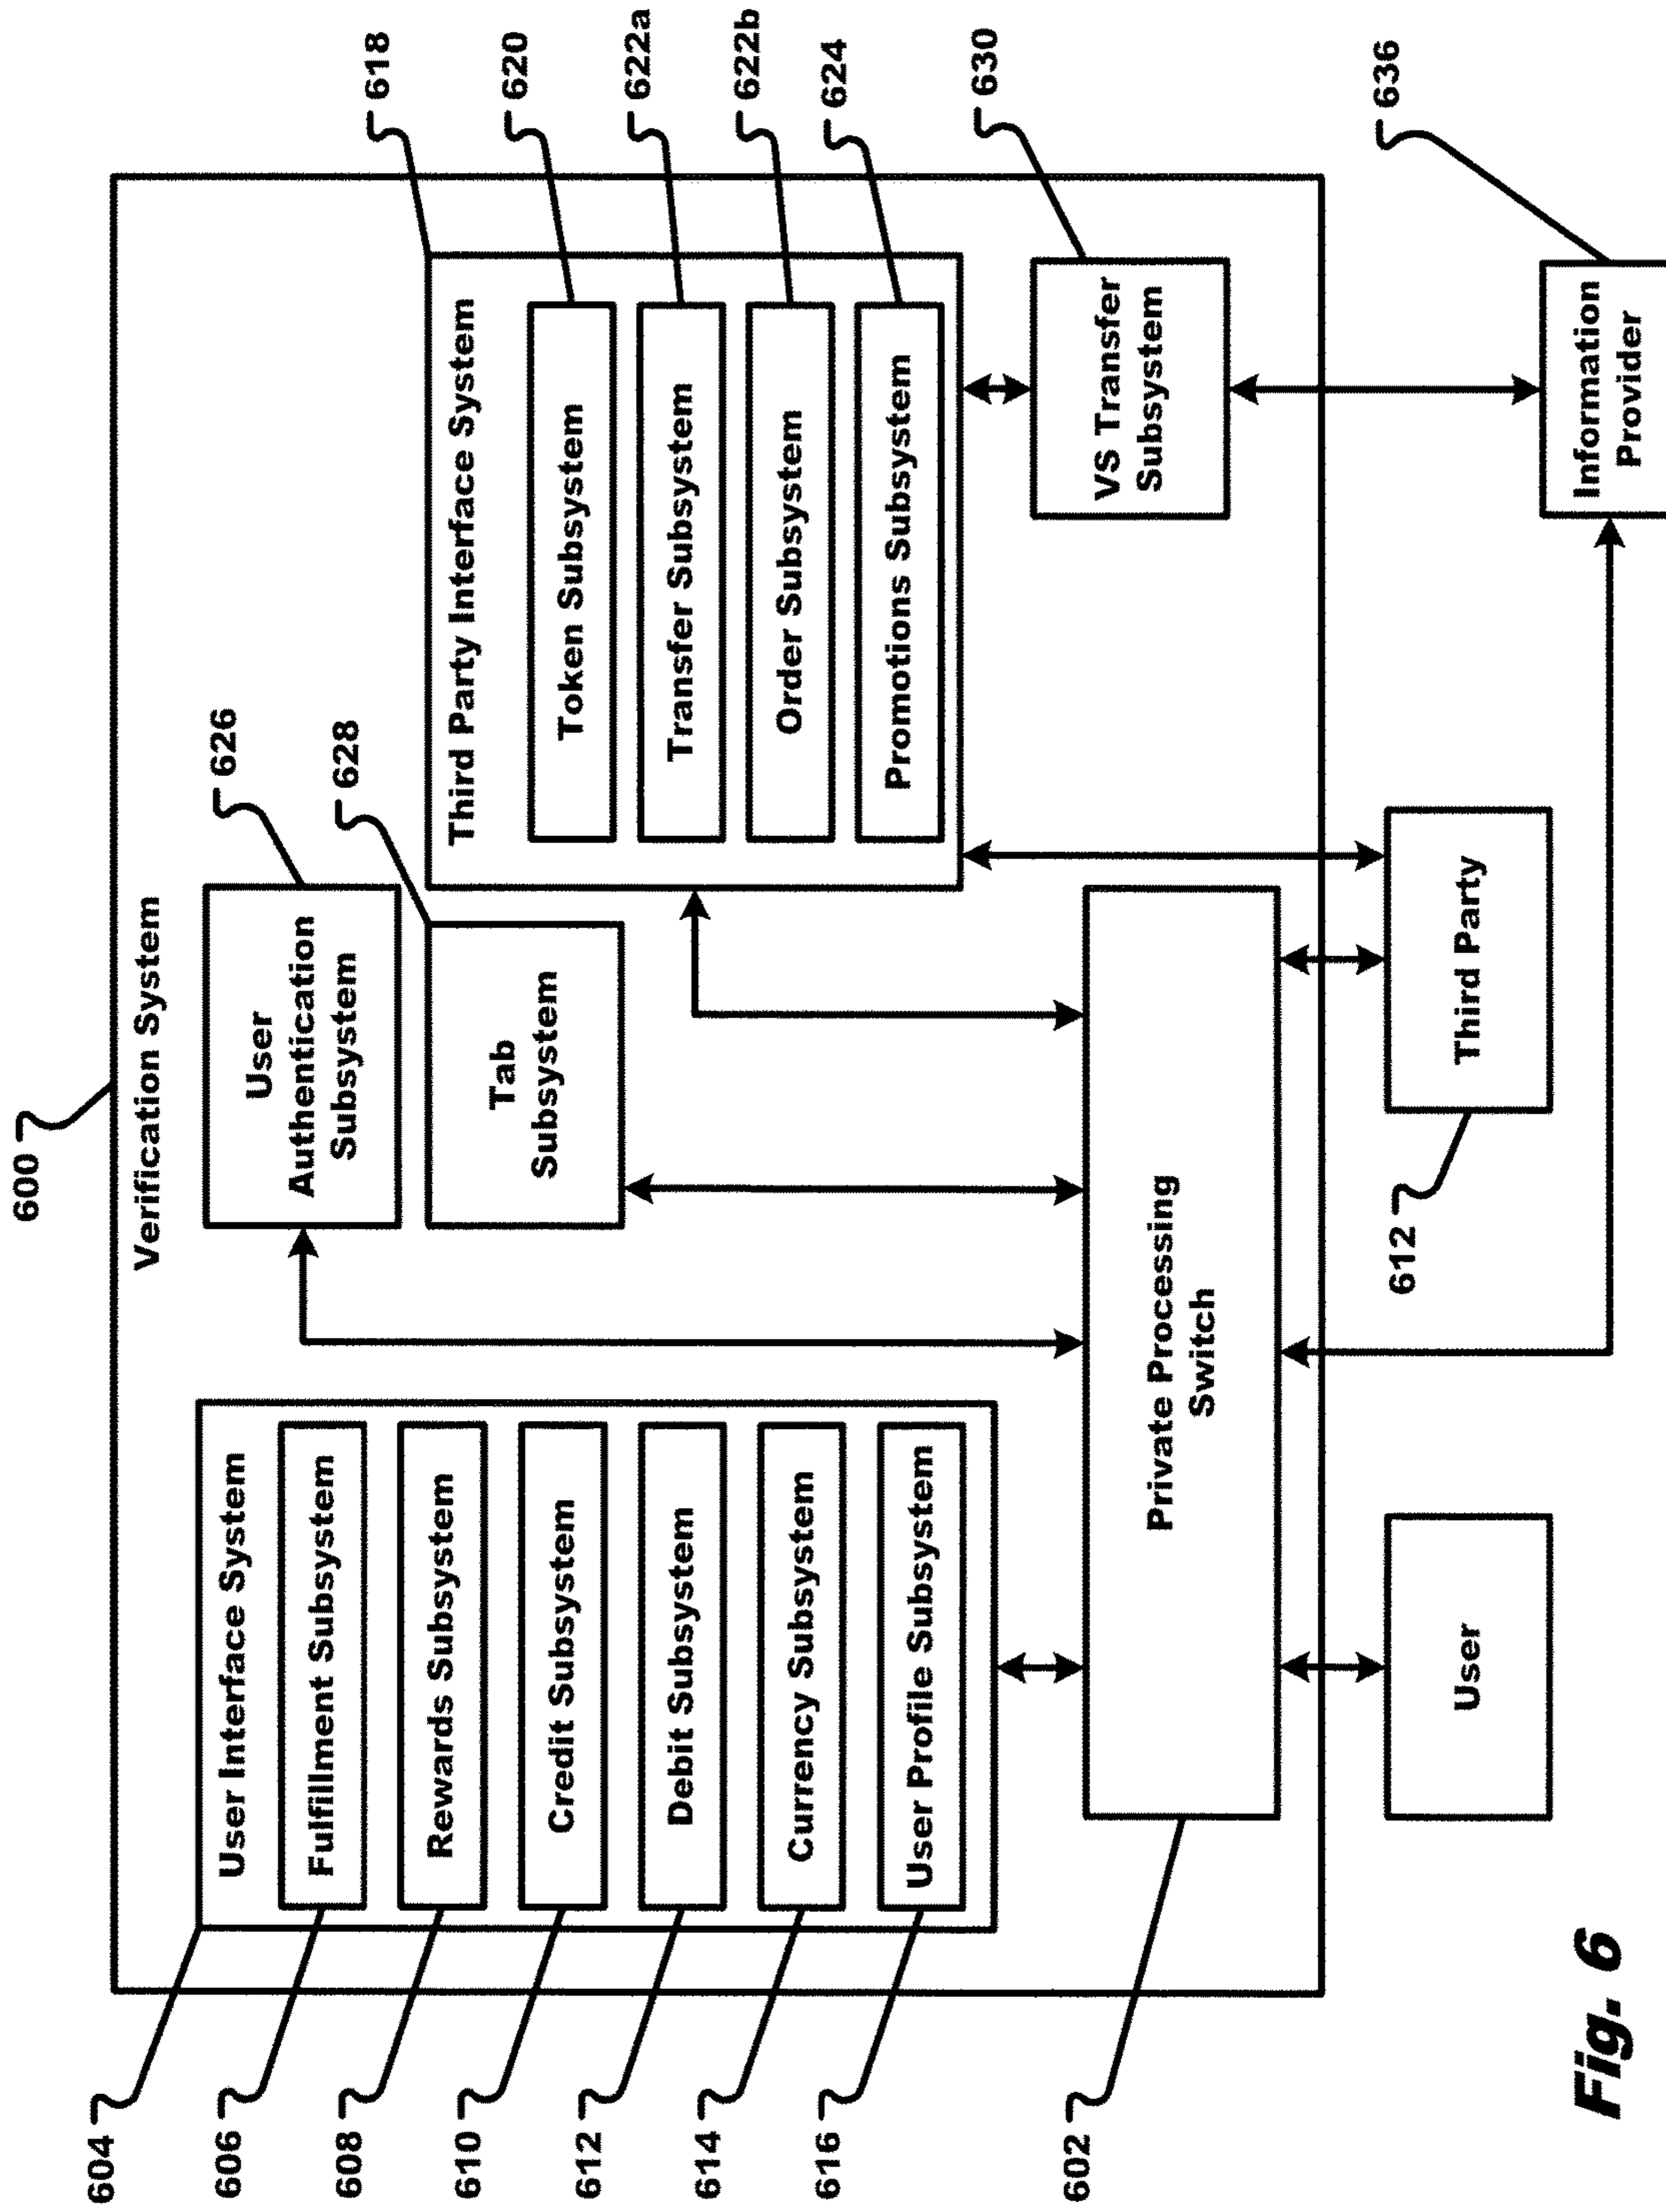 600
Verification System
604
User Interface System
606
Fulfillment Subsystem
608
Rewards Subsystem
610
Credit Subsystem
612
Debit Subsystem
614
Currency Subsystem
616
User Profile Subsystem
626
User
Authentication
Subsystem
628
Tab
Subsystem
618
Third Party Interface System
620
Token Subsystem
622a
Transfer Subsystem
622b
Order Subsystem
624
Promotions Subsystem
630
VS Transfer
Subsystem
602
Private Processing
Switch
User
612
Third Party
636
Information
Provider
Fig. 6